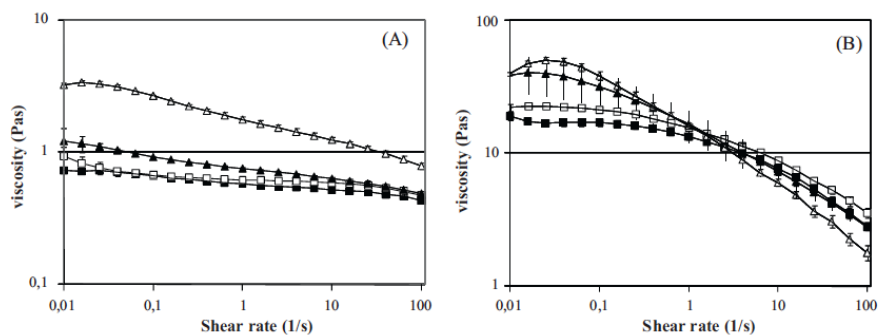 10
(A)
viscosity (Pas)
1
0,1
0,01 0,1 1 10 100
Shear rate (1/s)
100
(B)
viscosity (Pas)
10
1
0,01 0,1 1 10 100
Shear rate (1/s)